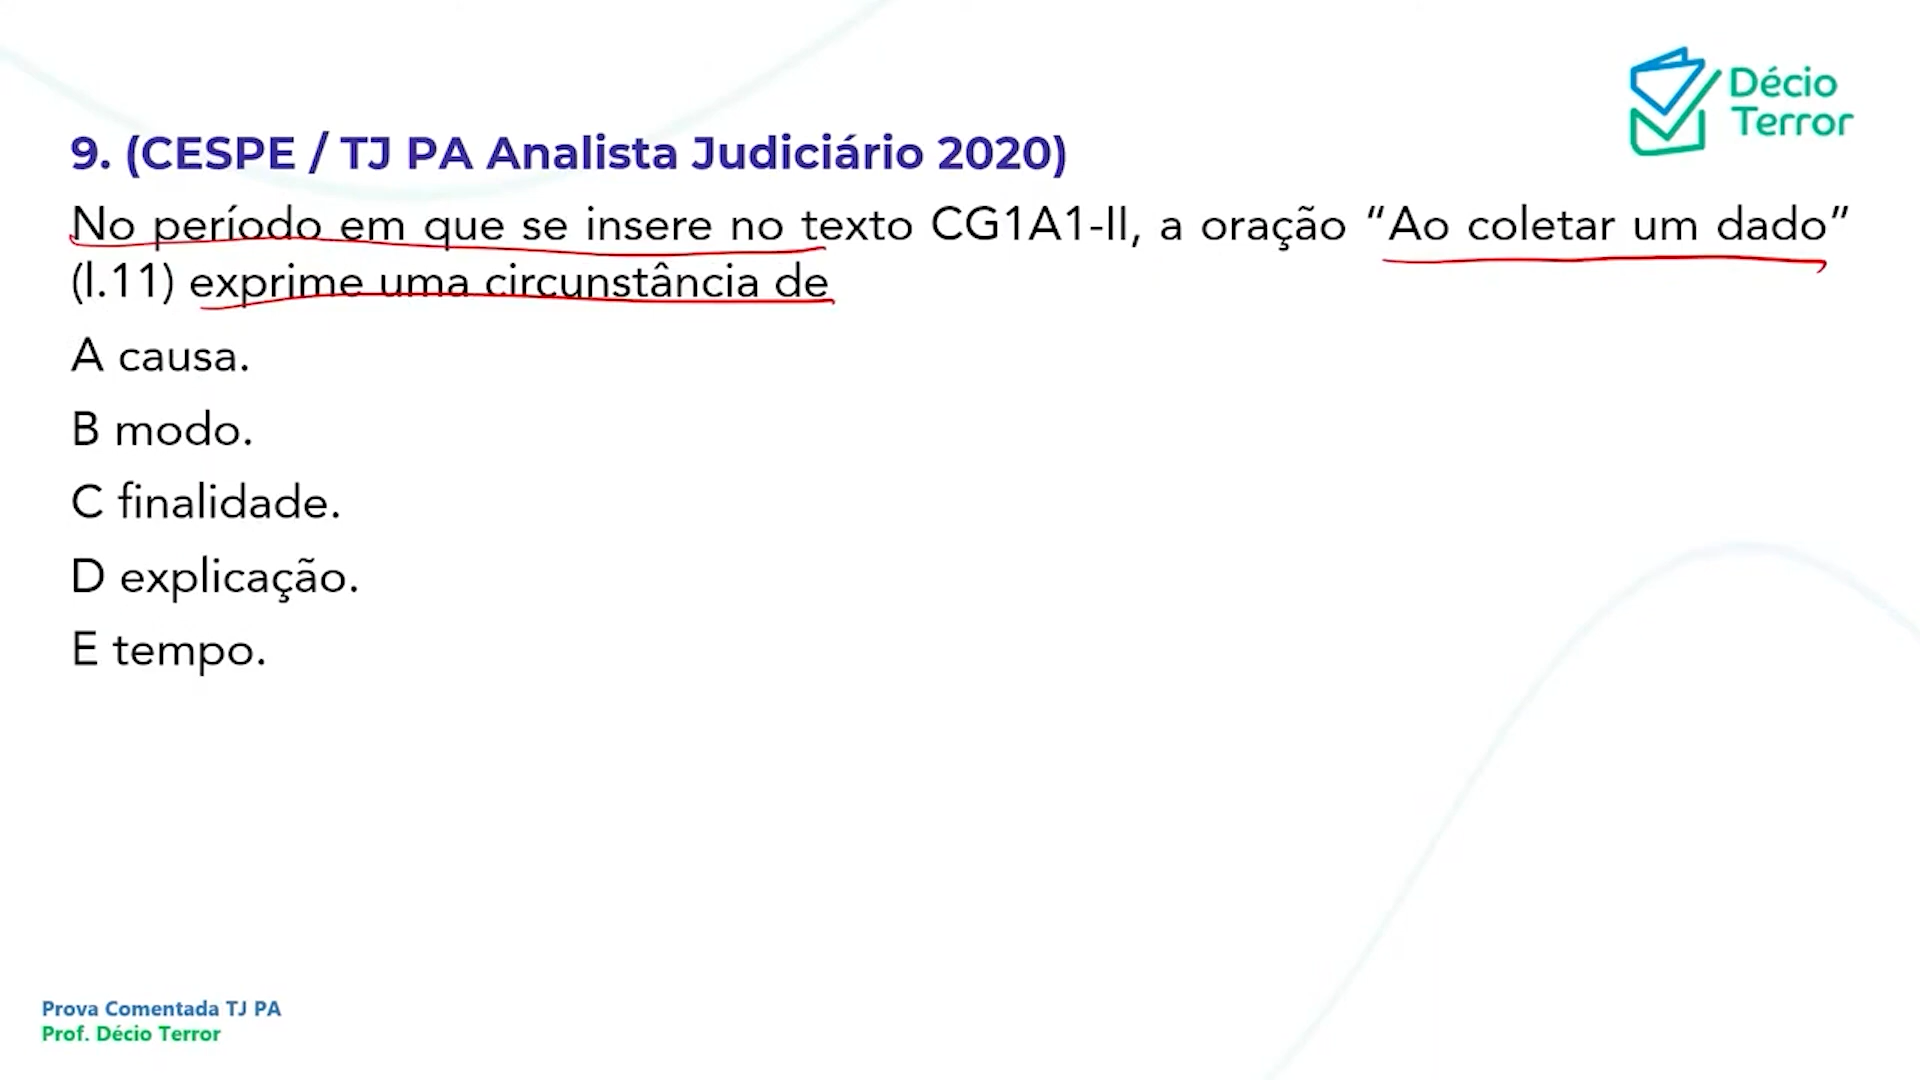 Décio
Terror
9. (CESPE / TJ PA Analista Judiciário 2020)
No período em que se insere no texto CG1A1-II, a oração “Ao coletar um dado”
(l.11) exprime uma circunstância de
A causa.
B modo.
C finalidade.
D explicação.
E tempo.
Prova Comentada TJ PA
Prof. Décio Terror